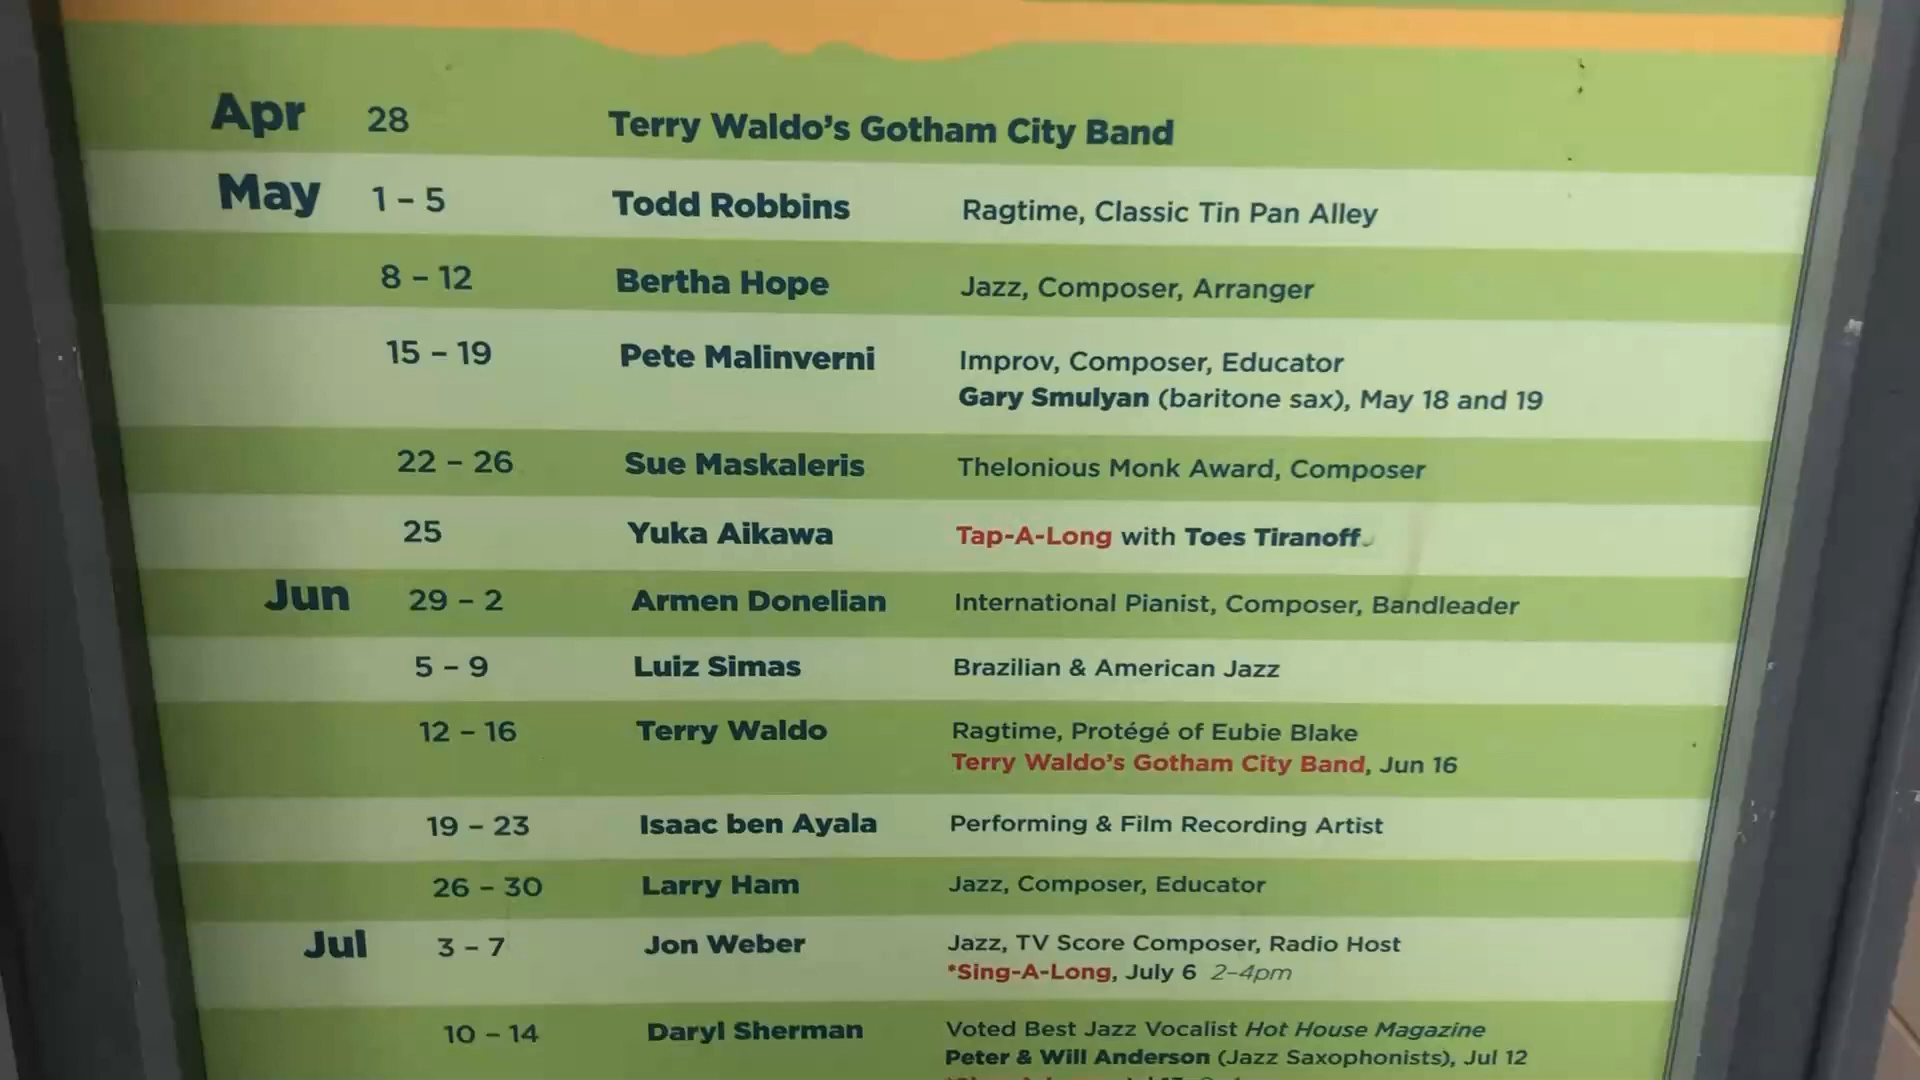 Apr 28 Terry Waldo's Gotham City Band
May 1 – 5 Todd Robbins Ragtime, Classic Tin Pan Alley
8 – 12 Bertha Hope Jazz, Composer, Arranger
15 – 19 Pete Malinverni Improv, Composer, Educator
Gary Smulyan (baritone sax), May 18 and 19
22 – 26 Sue Maskaleris Thelonious Monk Award, Composer
25 Yuka Aikawa Tap-A-Long with Toes Tiranoff
Jun 29 – 2 Armen Donelian International Pianist, Composer, Bandleader
5 – 9 Luiz Simas Brazilian & American Jazz
12 – 16 Terry Waldo Ragtime, Protégé of Eubie Blake
Terry Waldo's Gotham City Band, Jun 16
19 – 23 Isaac ben Ayala Performing & Film Recording Artist
26 – 30 Larry Ham Jazz, Composer, Educator
Jul 3 – 7 Jon Weber Jazz, TV Score Composer, Radio Host
*Sing-A-Long, July 6 2–4pm
10 – 14 Daryl Sherman Voted Best Jazz Vocalist Hot House Magazine
Peter & Will Anderson (Jazz Saxophonists), Jul 12